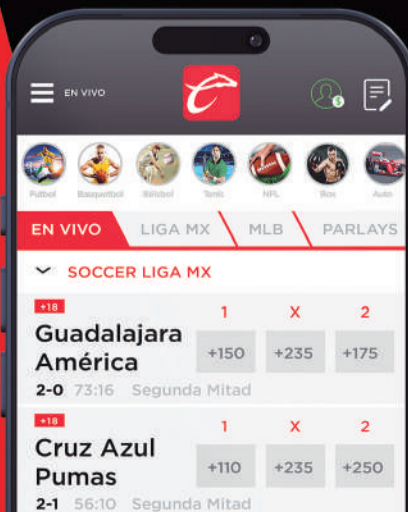 EN VIVO
Futbol Basquetbol Béisbol Tenis NFL Box Auto
EN VIVO LIGA MX MLB PARLAYS
SOCCER LIGA MX
+18 1 X 2
Guadalajara
América
+150 +235 +175
2-0 73:16 Segunda Mitad
+18 1 X 2
Cruz Azul
Pumas
+110 +235 +250
2-1 56:10 Segunda Mitad